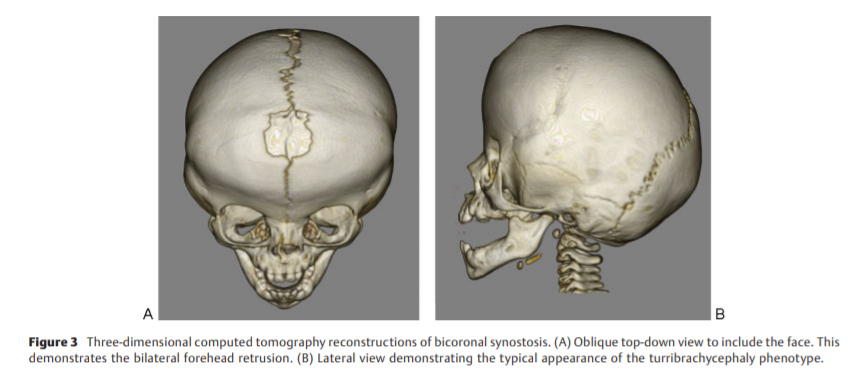 A
B
Figure 3 Three-dimensional computed tomography reconstructions of bicoronal synostosis. (A) Oblique top-down view to include the face. This
demonstrates the bilateral forehead retrusion. (B) Lateral view demonstrating the typical appearance of the turribrachycephaly phenotype.